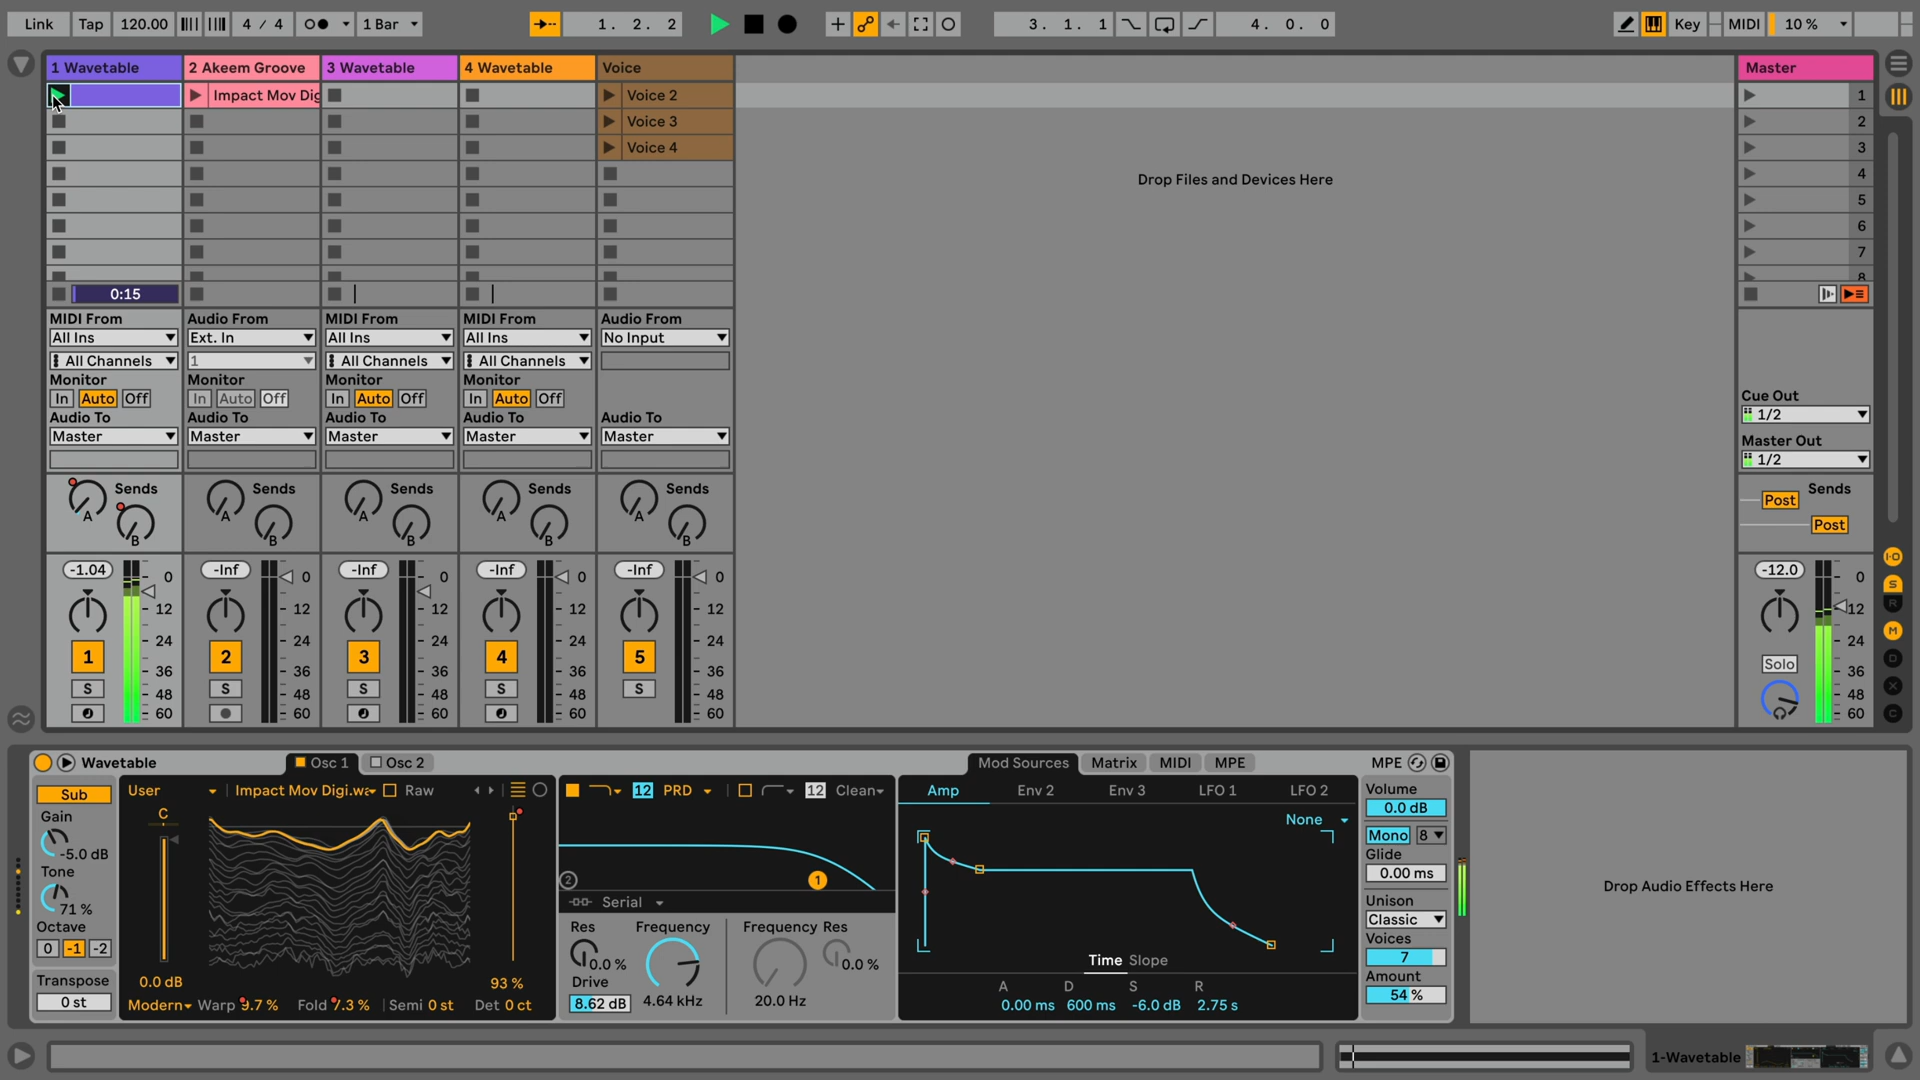 Link Tap 120.00 4 / 4 1 Bar 1. 2. 2 3. 1. 1 4. 0. 0 Key MIDI 10 %
1 Wavetable 2 Akeem Groove 3 Wavetable 4 Wavetable Voice Master
Impact Mov Dig Voice 2 1
Voice 3 2
Voice 4 3
Drop Files and Devices Here 4
5
6
7
8
0:15
MIDI From Audio From MIDI From MIDI From Audio From
All Ins Ext. In All Ins All Ins No Input
All Channels 1 All Channels All Channels
Monitor Monitor Monitor Monitor
In Auto Off In Auto Off In Auto Off In Auto Off Cue Out
Audio To Audio To Audio To Audio To Audio To 1/2
Master Master Master Master Master Master Out
1/2
Sends Sends Sends Sends Sends Sends
A A A A A Post
B B B B B Post
-1.04 -Inf -Inf -Inf -Inf -12.0
0 0 0 0 0 0
12 12 12 12 12 12
24 24 24 24 24 24
1 2 3 4 5 Solo
36 36 36 36 36 36
S S S S S
48 48 48 48 48 48
60 60 60 60 60 60
I·O
S
R
M
D
X
C
Wavetable Osc 1 Osc 2 Mod Sources Matrix MIDI MPE MPE
Sub User Impact Mov Digi.wa Raw 12 PRD 12 Clean Amp Env 2 Env 3 LFO 1 LFO 2 Volume
0.0 dB
Gain C None Mono 8
-5.0 dB Glide
Tone 0.00 ms
71 % 2 1 Drop Audio Effects Here
Serial Unison
Octave Res Frequency Frequency Res Classic
0 -1 -2 Voices
0.0 % 0.0 % Time Slope 7
Transpose 0.0 dB 93 % Drive A D S R Amount
0 st Modern Warp 9.7 % Fold 7.3 % Semi 0 st Det 0 ct 8.62 dB 4.64 kHz 20.0 Hz 0.00 ms 600 ms -6.0 dB 2.75 s 54 %
1-Wavetable